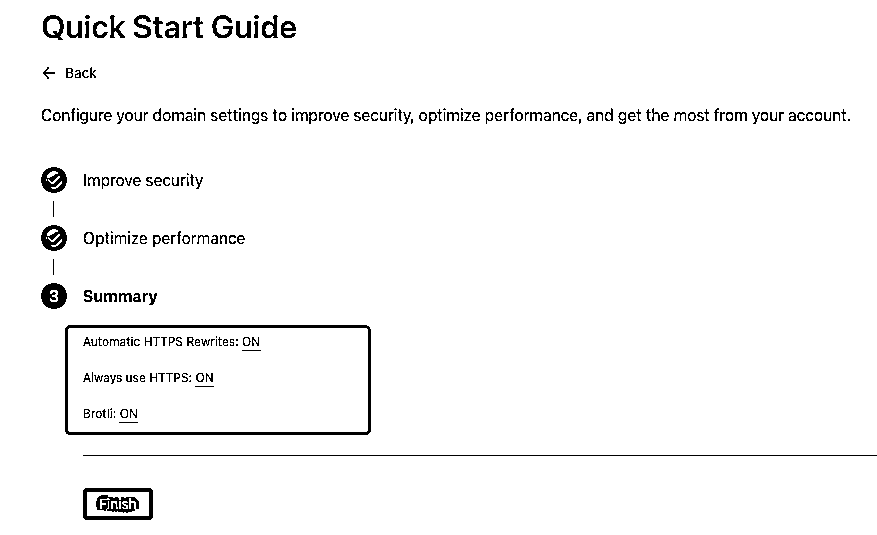 Quick Start Guide
← Back
Configure your domain settings to improve security, optimize performance, and get the most from your account.
Improve security
Optimize performance
3 Summary
Automatic HTTPS Rewrites: ON
Always use HTTPS: ON
Brotli: ON
Finish